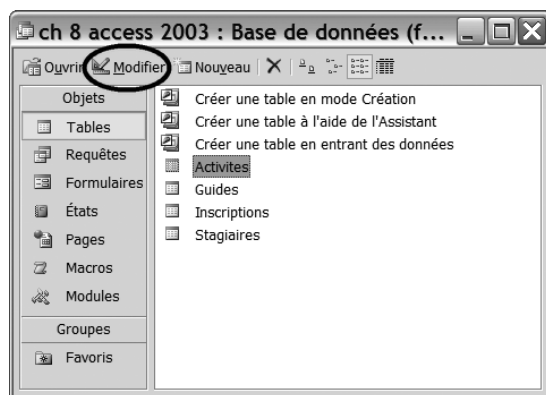 ch 8 access 2003 : Base de données (f...
Ouvrir Modifier Nouveau
Objets
Tables
Requêtes
Formulaires
États
Pages
Macros
Modules
Groupes
Favoris
Créer une table en mode Création
Créer une table à l'aide de l'Assistant
Créer une table en entrant des données
Activites
Guides
Inscriptions
Stagiaires